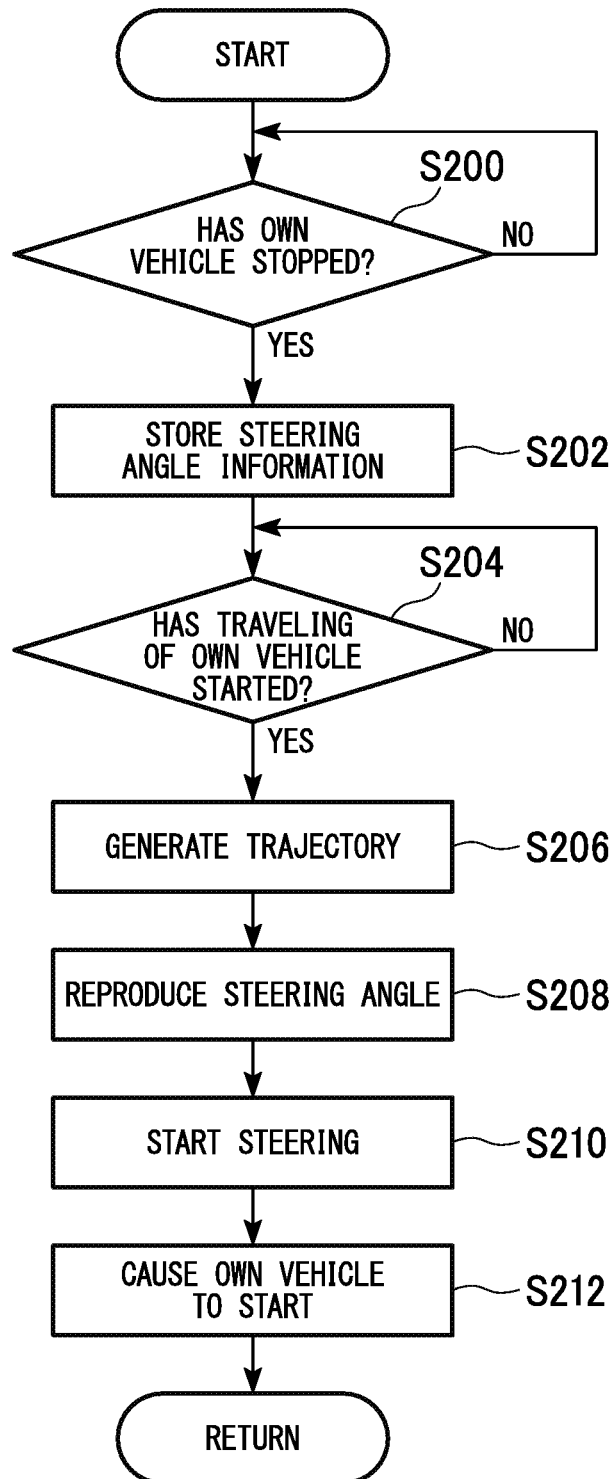 START
S200
HAS OWN
VEHICLE STOPPED?
NO
YES
STORE STEERING
ANGLE INFORMATION
S202
S204
HAS TRAVELING
OF OWN VEHICLE
STARTED?
NO
YES
GENERATE TRAJECTORY
S206
REPRODUCE STEERING ANGLE
S208
START STEERING
S210
CAUSE OWN VEHICLE
TO START
S212
RETURN